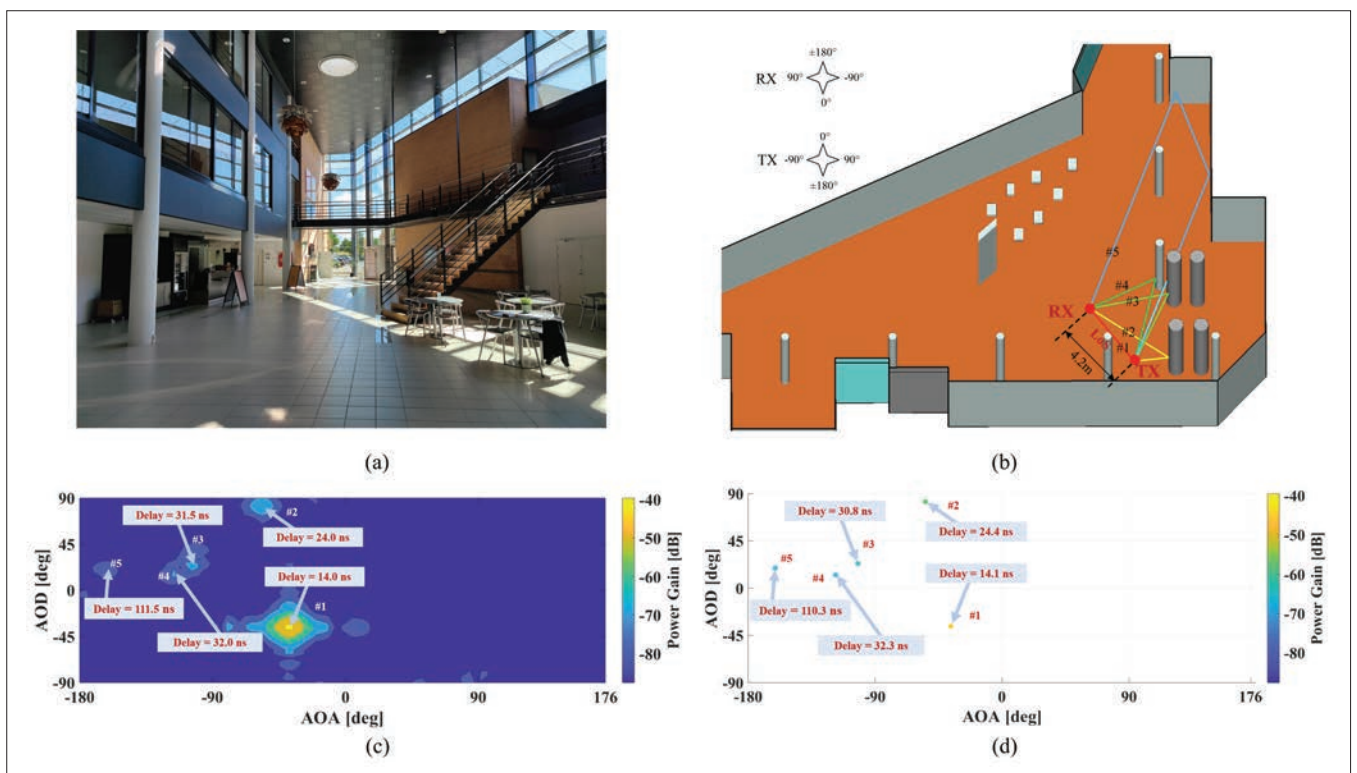 ±180°
RX 90° -90°
0°
0°
TX -90° 90°
±180°
#5
#4
#3
RX
#2
LoS
#1
4.2m
TX
(a)
(b)
90
45
0
-45
-90
AOD [deg]
Delay = 31.5 ns
#2
#3
Delay = 24.0 ns
#5
#4
Delay = 14.0 ns
#1
Delay = 111.5 ns
Delay = 32.0 ns
-180
-90
0
90
176
AOA [deg]
-40
-50
-60
-70
-80
Power Gain [dB]
(c)
90
45
0
-45
-90
AOD [deg]
Delay = 30.8 ns
#2
#3
Delay = 24.4 ns
#5
#4
Delay = 14.1 ns
#1
Delay = 110.3 ns
Delay = 32.3 ns
-180
-90
0
90
176
AOA [deg]
-40
-50
-60
-70
-80
Power Gain [dB]
(d)